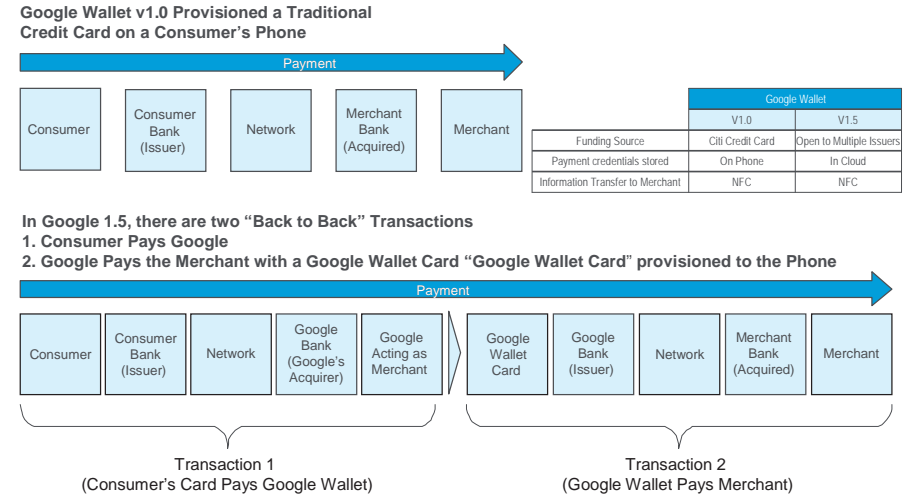 Google Wallet v1.0 Provisioned a Traditional
Credit Card on a Consumer's Phone
Payment
Consumer
Consumer
Bank
(Issuer)
Network
Merchant
Bank
(Acquired)
Merchant
Google Wallet
V1.0 V1.5
Funding Source Citi Credit Card Open to Multiple Issuers
Payment credentials stored On Phone In Cloud
Information Transfer to Merchant NFC NFC
In Google 1.5, there are two “Back to Back” Transactions
1. Consumer Pays Google
2. Google Pays the Merchant with a Google Wallet Card “Google Wallet Card” provisioned to the Phone
Payment
Consumer
Consumer
Bank
(Issuer)
Network
Google
Bank
(Google's
Acquirer)
Google
Acting as
Merchant
Google
Wallet
Card
Google
Bank
(Issuer)
Network
Merchant
Bank
(Acquired)
Merchant
Transaction 1
(Consumer's Card Pays Google Wallet)
Transaction 2
(Google Wallet Pays Merchant)